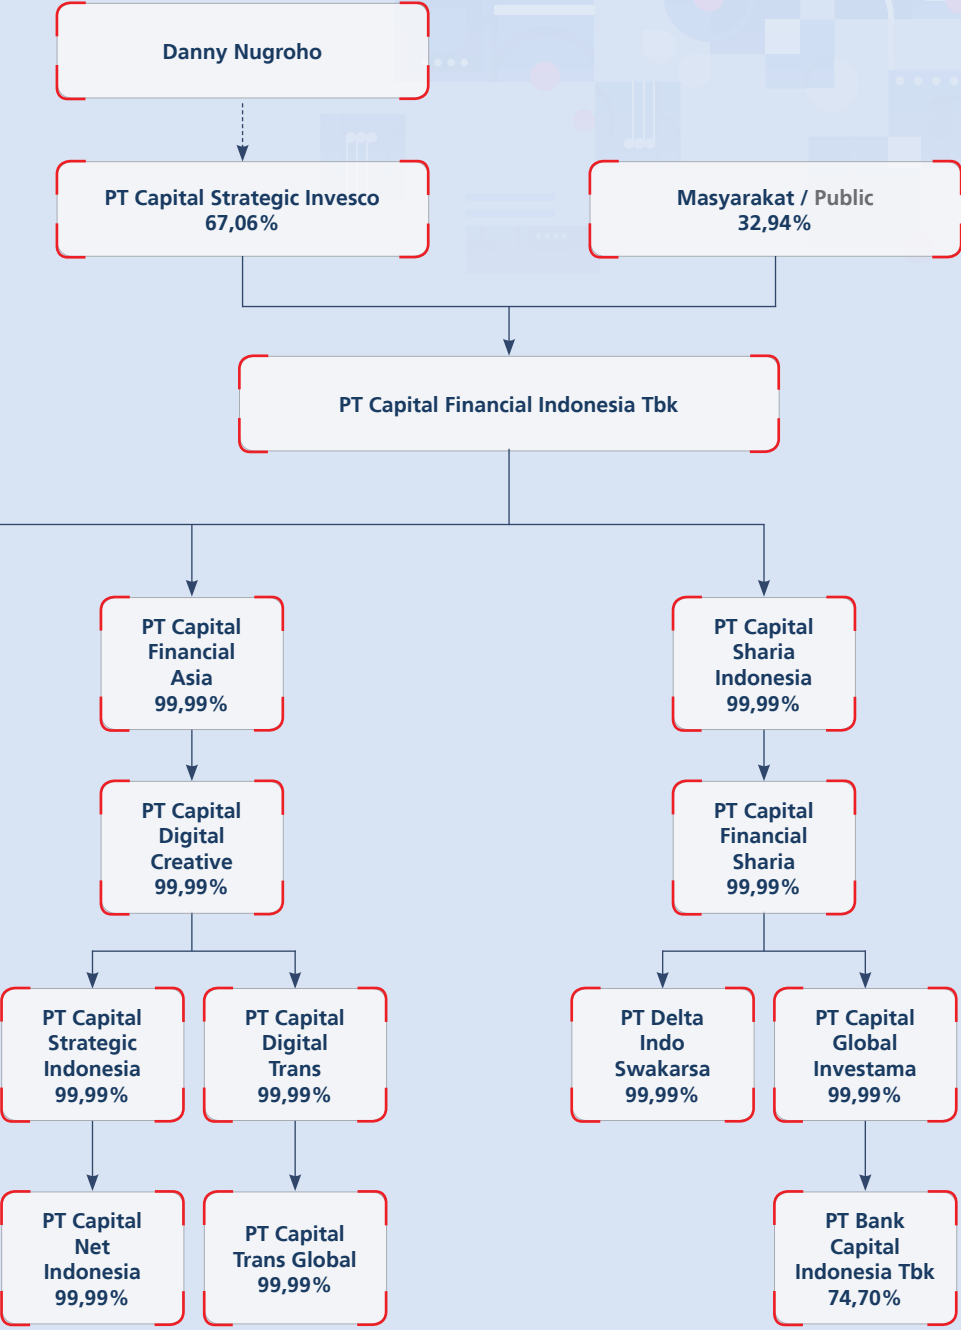 Danny Nugroho
PT Capital Strategic Invesco
67,06%
Masyarakat / Public
32,94%
PT Capital Financial Indonesia Tbk
PT Capital
Financial
Asia
99,99%
PT Capital
Sharia
Indonesia
99,99%
PT Capital
Digital
Creative
99,99%
PT Capital
Financial
Sharia
99,99%
PT Capital
Strategic
Indonesia
99,99%
PT Capital
Digital
Trans
99,99%
PT Delta
Indo
Swakarsa
99,99%
PT Capital
Global
Investama
99,99%
PT Capital
Net
Indonesia
99,99%
PT Capital
Trans Global
99,99%
PT Bank
Capital
Indonesia Tbk
74,70%